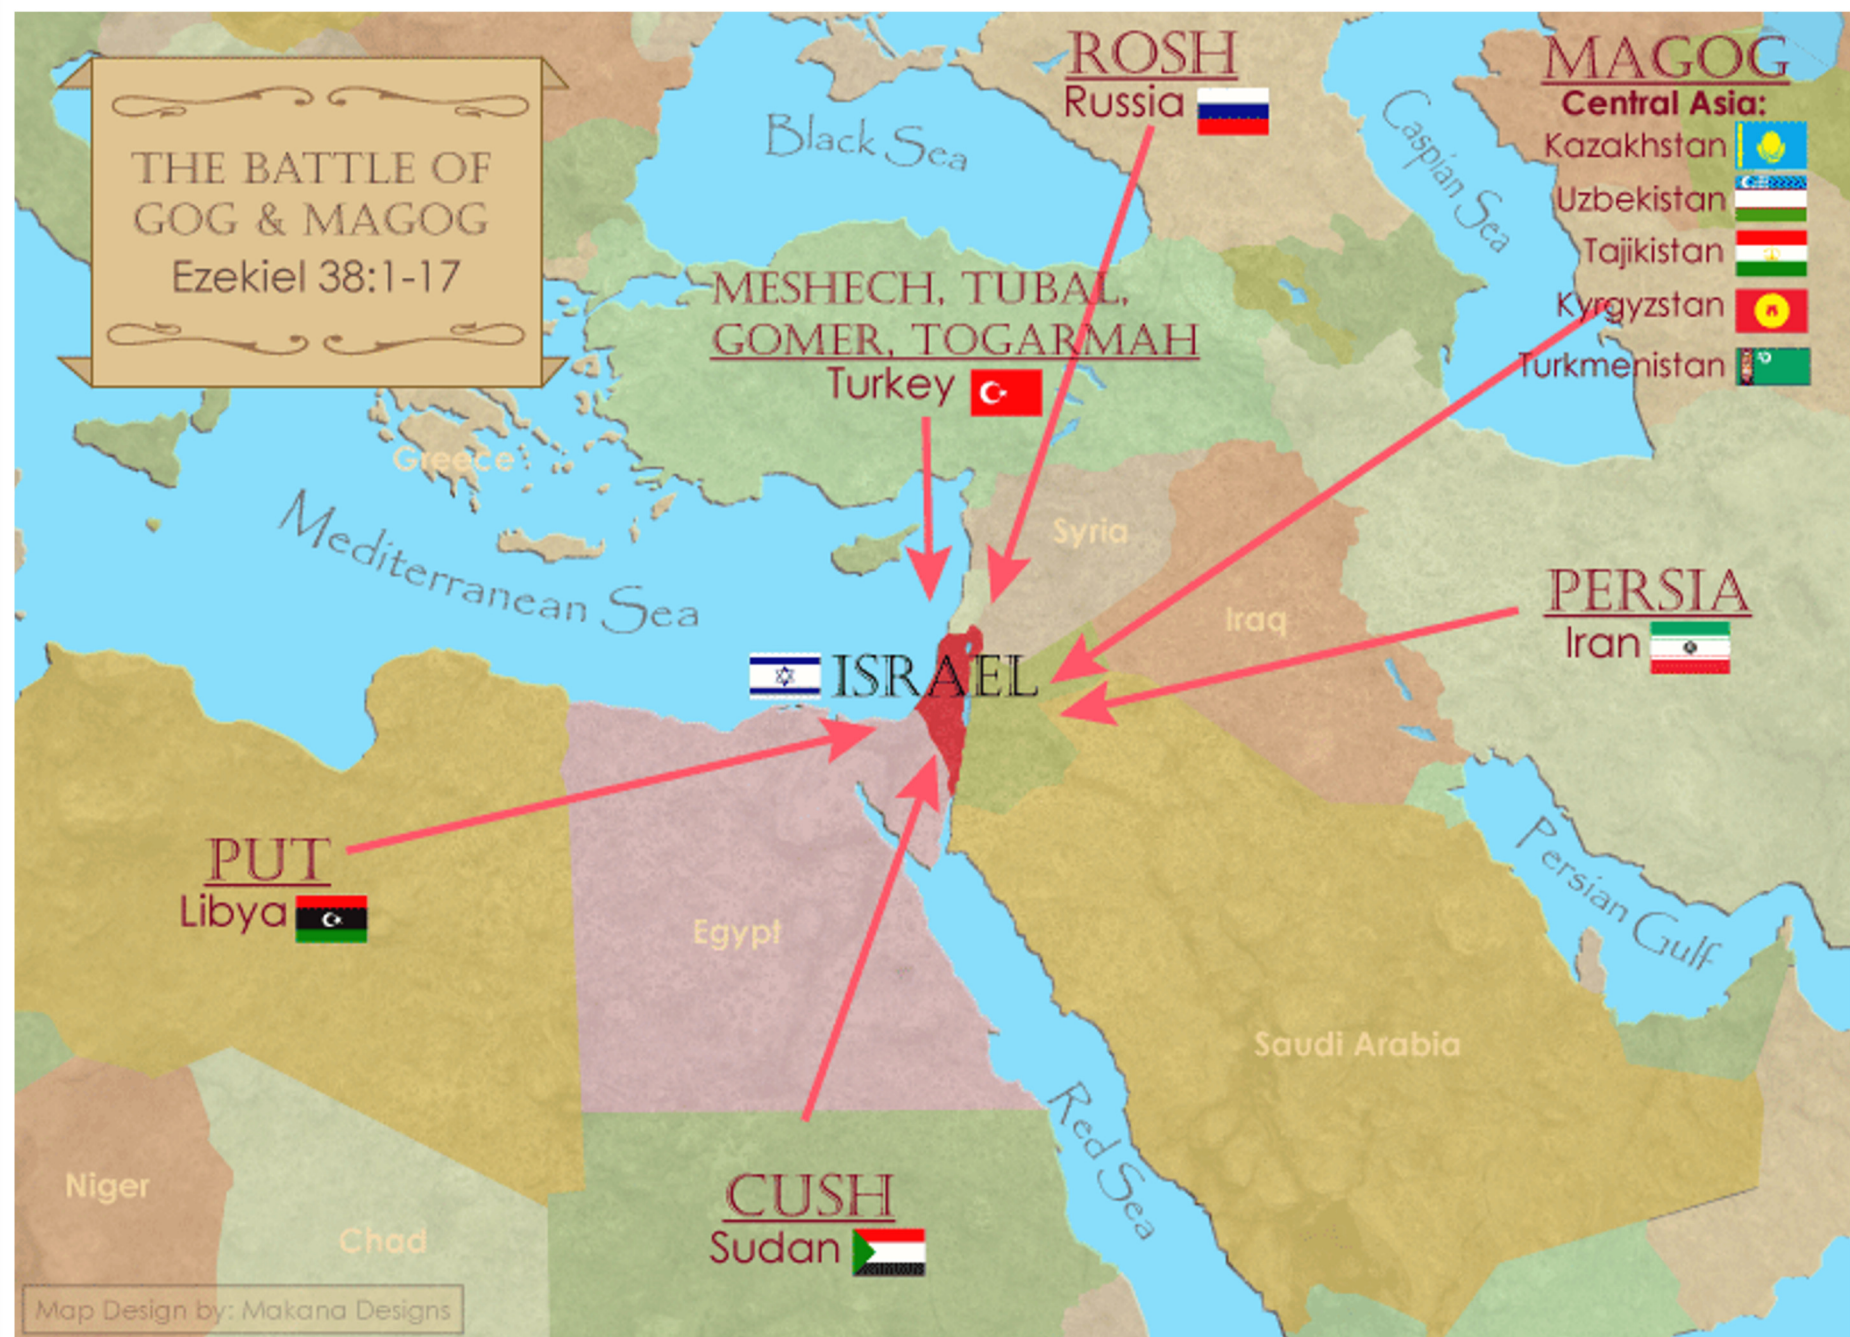 THE BATTLE OF
GOG & MAGOG
Ezekiel 38:1-17
ROSH
Russia
MAGOG
Central Asia:
Kazakhstan
Uzbekistan
Tajikistan
Kyrgyzstan
Turkmenistan
Black Sea
Caspian Sea
MESHECH, TUBAL,
GOMER, TOGARMAH
Turkey
Greece
Mediterranean Sea
Syria
Iraq
PERSIA
Iran
ISRAEL
PUT
Libya
Egypt
Persian Gulf
Saudi Arabia
Red Sea
Niger
Chad
CUSH
Sudan
Map Design by: Makana Designs